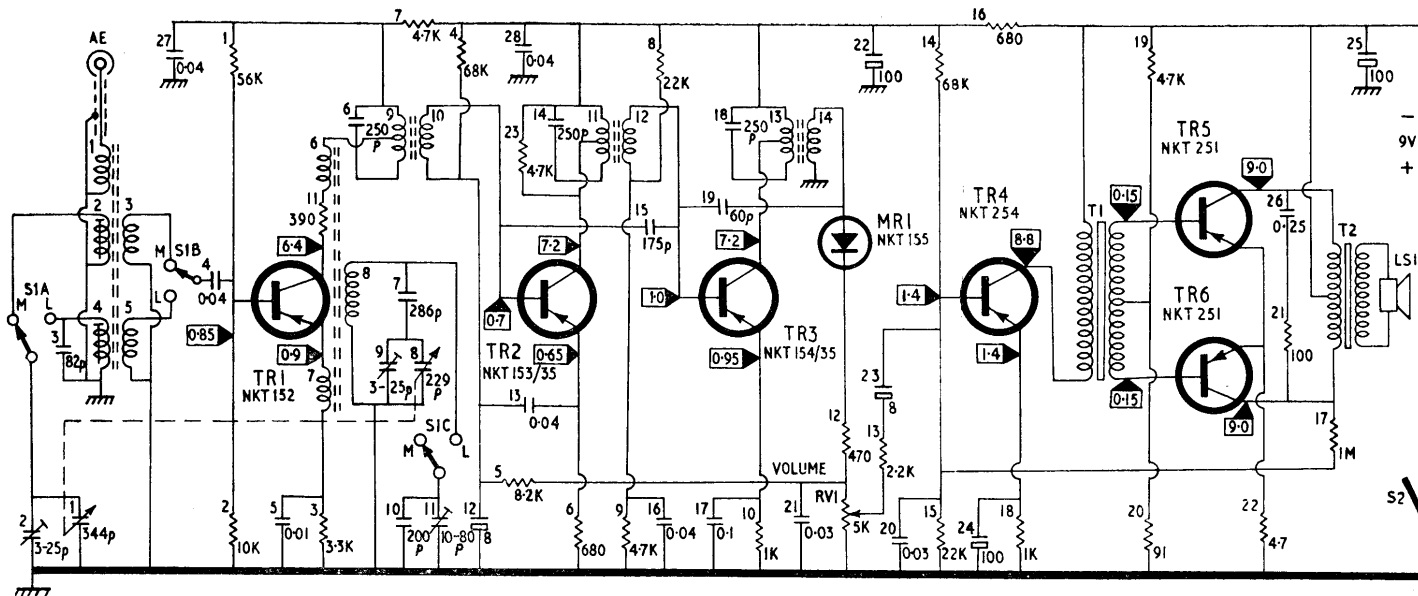 AE
27
0·04
1
56K
7
4.7K
4
68K
28
0·04
8
22K
22
100
14
68K
16
680
19
4·7K
25
100
–
9V
+
6
250
p
9
10
23
4.7K
14
250p
11
12
18
250
p
13
14
TR5
NKT 251
9·0
2
3
M
S1B
4
0·04
L
6
11
390
6·4
8
7
286p
15
175p
19
60p
MR1
NKT 155
TR4
NKT 254
8·8
T1
0·15
26
0·25
T2
LS1
S1A
M
L
3
82p
4
5
0·85
0·9
TR1
NKT152
7
9
3-25p
8
229
p
7·2
0·7
TR2
NKT 153/35
0·65
13
0·04
7·2
1·0
0·95
TR3
NKT 154/35
1·4
1·4
TR6
NKT 251
0·15
9·0
21
100
17
1M
M
S1C
L
5
8.2K
12
470
VOLUME
RV1
5K
23
8
13
2.2K
S2
2
3-25p
1
344p
2
10K
5
0·01
3
3.3K
10
200
p
11
10-80
p
12
8
6
680
9
4·7K
16
0·04
17
0·1
10
1K
21
0·03
20
0·03
15
22K
24
100
18
1K
20
91
22
4·7